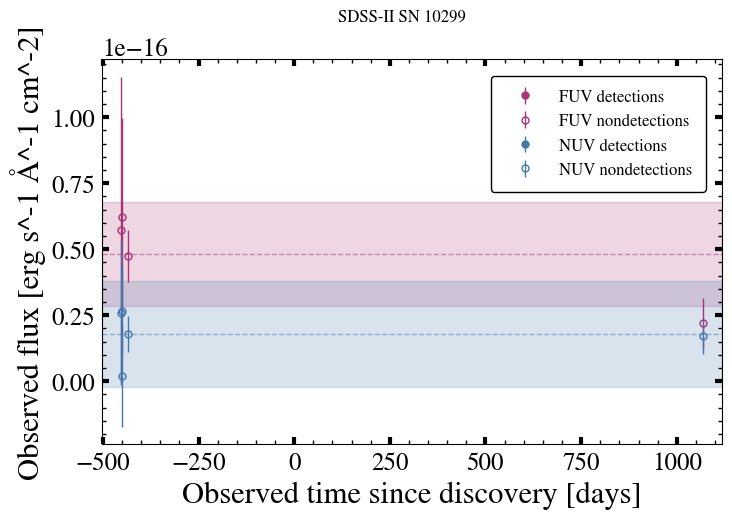 SDSS-II SN 10299
1e−16
Observed flux [erg s^-1 Å^-1 cm^-2]
1.00
0.75
0.50
0.25
0.00
FUV detections
FUV nondetections
NUV detections
NUV nondetections
−500 −250 0 250 500 750 1000
Observed time since discovery [days]